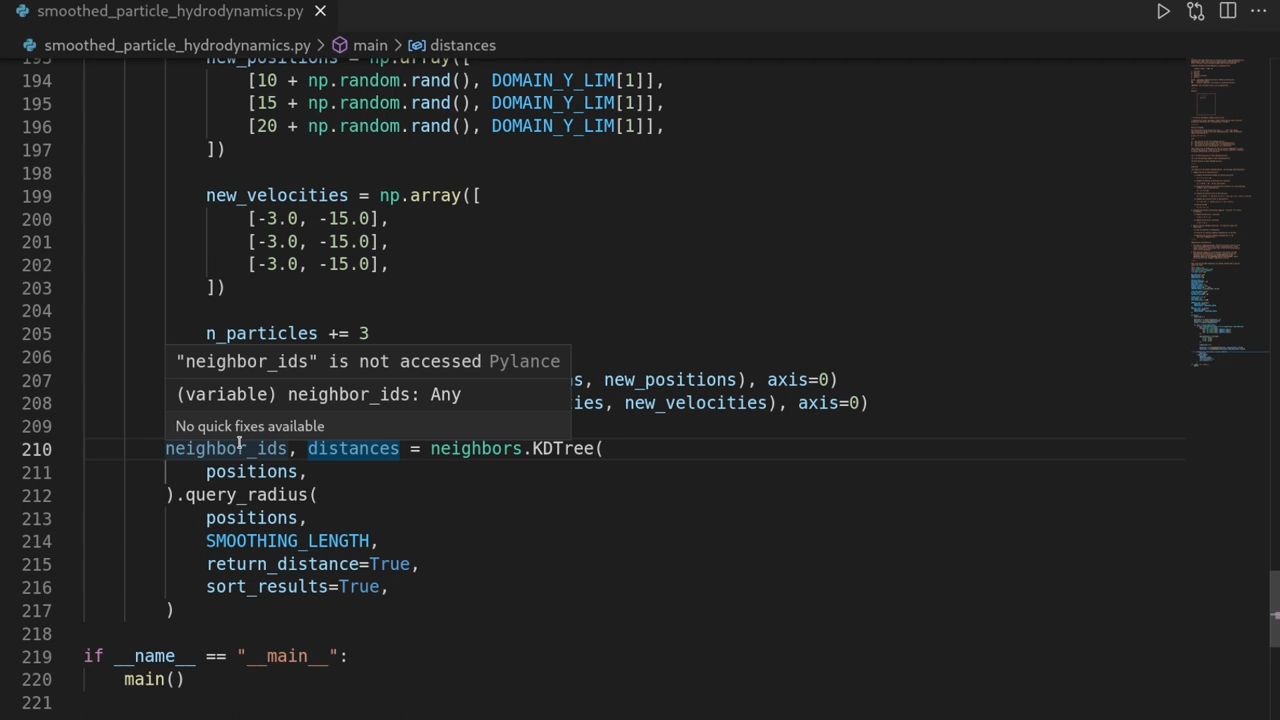 smoothed_particle_hydrodynamics.py
smoothed_particle_hydrodynamics.py > main > distances
193 new_positions = np.array([
194 [10 + np.random.rand(), DOMAIN_Y_LIM[1]],
195 [15 + np.random.rand(), DOMAIN_Y_LIM[1]],
196 [20 + np.random.rand(), DOMAIN_Y_LIM[1]],
197 ])
198
199 new_velocities = np.array([
200 [-3.0, -15.0],
201 [-3.0, -15.0],
202 [-3.0, -15.0],
203 ])
204
205 n_particles += 3
206
"neighbor_ids" is not accessed Pylance
207 s, new_positions), axis=0)
(variable) neighbor_ids: Any
208 ies, new_velocities), axis=0)
No quick fixes available
209
210 neighbor_ids, distances = neighbors.KDTree(
211 positions,
212 ).query_radius(
213 positions,
214 SMOOTHING_LENGTH,
215 return_distance=True,
216 sort_results=True,
217 )
218
219 if __name__ == "__main__":
220 main()
221